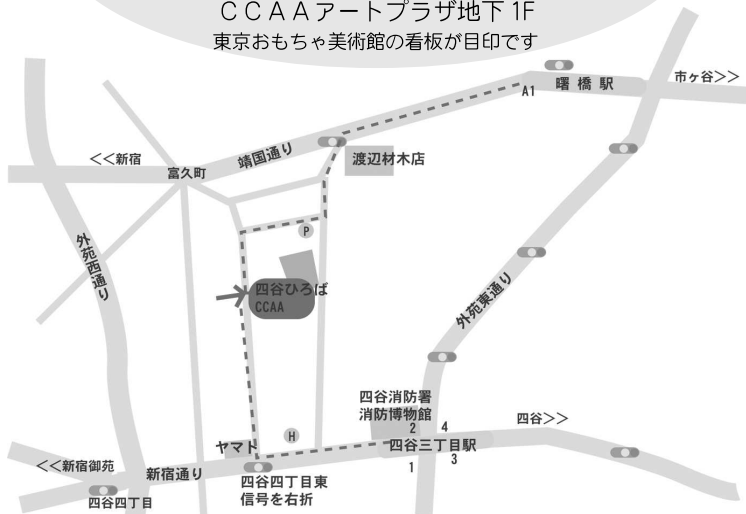 CCAAアートプラザ地下1F
東京おもちゃ美術館の看板が目印です
市ヶ谷>>
曙橋駅
A1
靖国通り
渡辺材木店
<<新宿
富久町
外苑西通り
P
四谷ひろば
CCAA
外苑東通り
四谷消防署
消防博物館
2
4
四谷>>
四谷三丁目駅
1
3
H
ヤマト
<<新宿御苑
新宿通り
四谷四丁目
四谷四丁目東
信号を右折